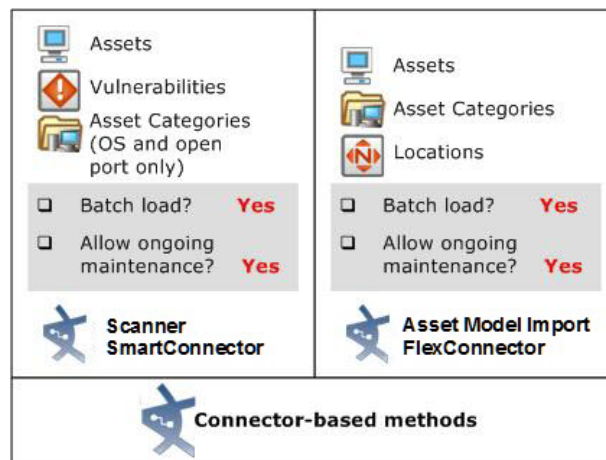 Assets
Vulnerabilities
Asset Categories
(OS and open
port only)
❑ Batch load? Yes
❑ Allow ongoing
maintenance? Yes
Scanner
SmartConnector
Assets
Asset Categories
N
Locations
❑ Batch load? Yes
❑ Allow ongoing
maintenance? Yes
Asset Model Import
FlexConnector
Connector-based methods